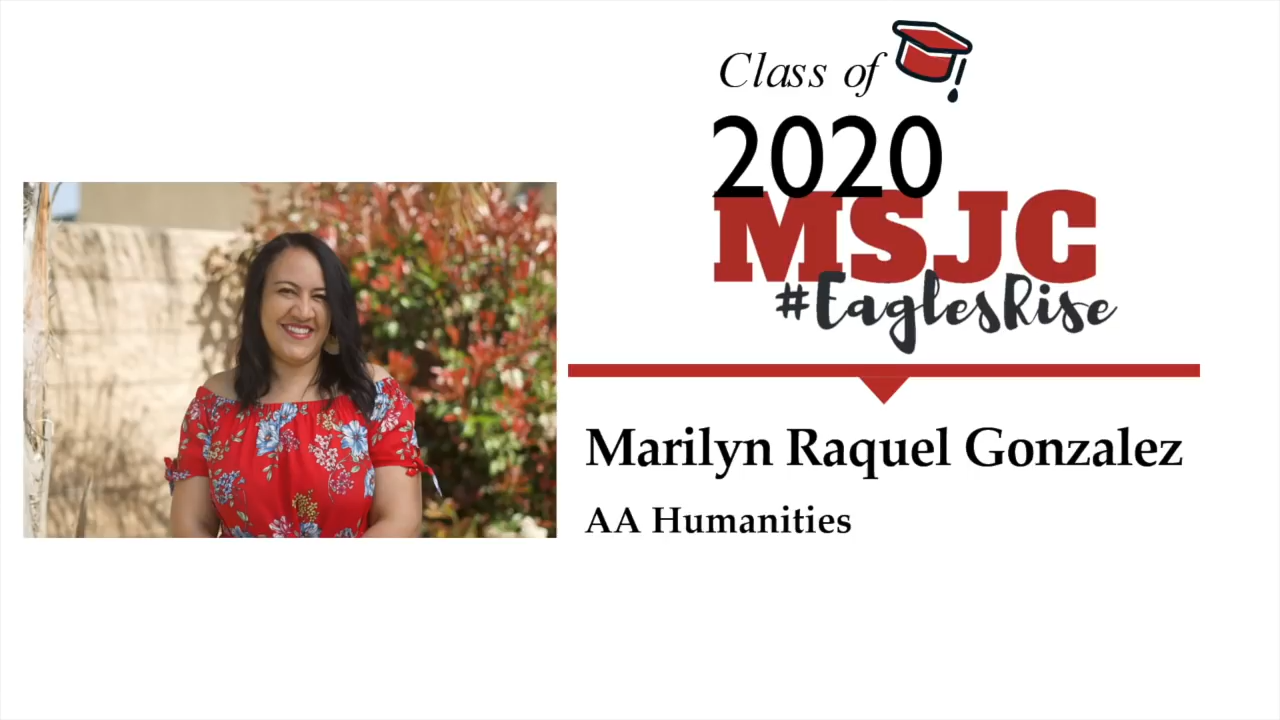 Class of
2020
MSJC
#EaglesRise
Marilyn Raquel Gonzalez
AA Humanities